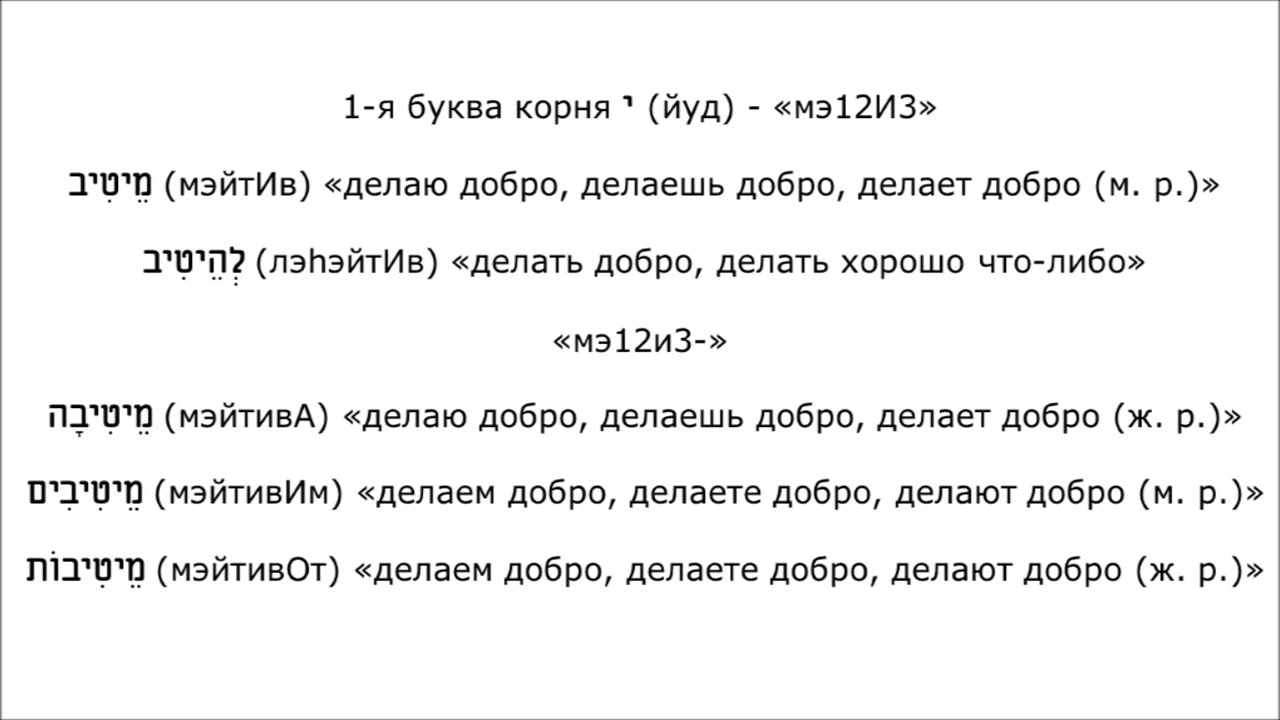 1-я буква корня י (йуд) - «мэ12И3»
מֵיטִיב (мэйтИв) «делаю добро, делаешь добро, делает добро (м. р.)»
לְהֵיטִיב (лэhэйтИв) «делать добро, делать хорошо что-либо»
«мэ12и3-»
מֵיטִיבָה (мэйтивА) «делаю добро, делаешь добро, делает добро (ж. р.)»
מֵיטִיבִים (мэйтивИм) «делаем добро, делаете добро, делают добро (м. р.)»
מֵיטִיבוֹת (мэйтивОт) «делаем добро, делаете добро, делают добро (ж. р.)»